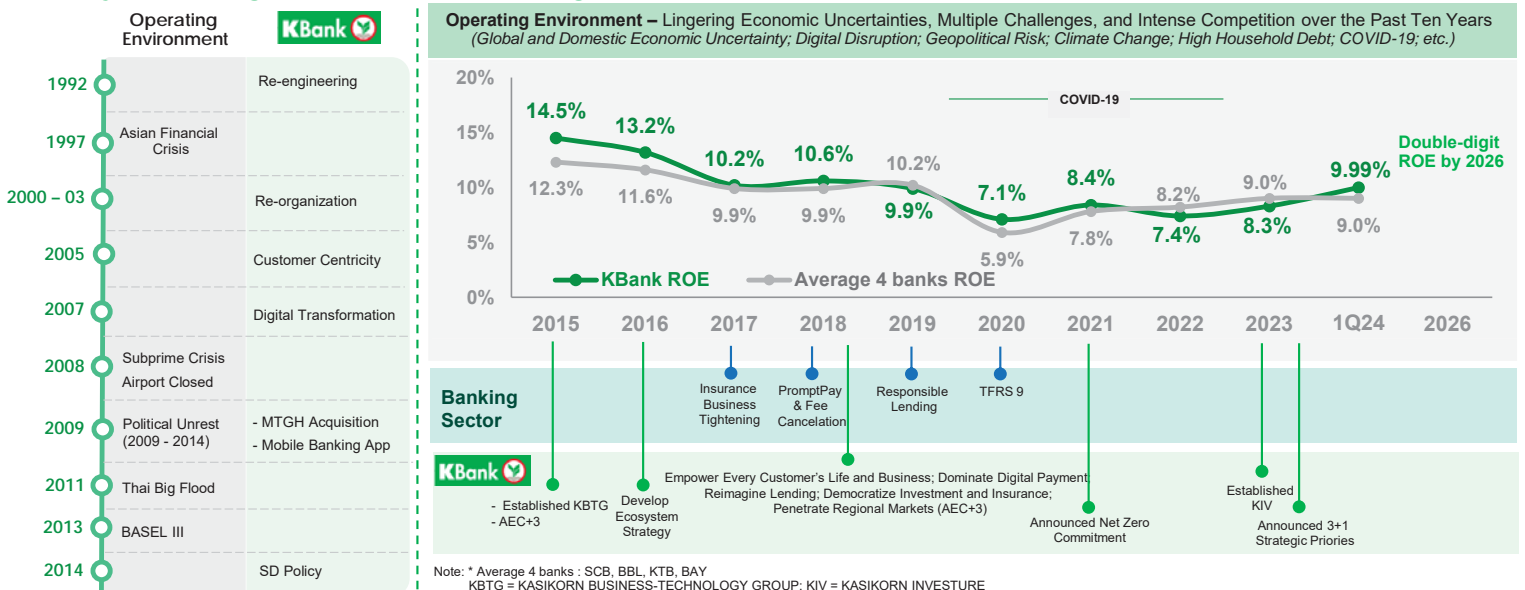 Operating
Environment
KBank
1992
Re-engineering
1997
Asian Financial
Crisis
2000 – 03
Re-organization
2005
Customer Centricity
2007
Digital Transformation
2008
Subprime Crisis
Airport Closed
2009
Political Unrest
(2009 - 2014)
- MTGH Acquisition
- Mobile Banking App
2011
Thai Big Flood
2013
BASEL III
2014
SD Policy
Operating Environment – Lingering Economic Uncertainties, Multiple Challenges, and Intense Competition over the Past Ten Years
(Global and Domestic Economic Uncertainty; Digital Disruption; Geopolitical Risk; Climate Change; High Household Debt; COVID-19; etc.)
20%
15%
10%
5%
0%
COVID-19
14.5%
13.2%
10.2%
10.6%
9.9%
7.1%
8.4%
7.4%
8.3%
9.99%
12.3%
11.6%
9.9%
9.9%
10.2%
5.9%
7.8%
8.2%
9.0%
9.0%
Double-digit
ROE by 2026
KBank ROE
Average 4 banks ROE
2015
2016
2017
2018
2019
2020
2021
2022
2023
1Q24
2026
Banking
Sector
Insurance
Business
Tightening
PromptPay
& Fee
Cancelation
Responsible
Lending
TFRS 9
KBank
- Established KBTG
- AEC+3
Develop
Ecosystem
Strategy
Empower Every Customer's Life and Business; Dominate Digital Payment
Reimagine Lending; Democratize Investment and Insurance;
Penetrate Regional Markets (AEC+3)
Announced Net Zero
Commitment
Established
KIV
Announced 3+1
Strategic Priories
Note: * Average 4 banks : SCB, BBL, KTB, BAY
KBTG = KASIKORN BUSINESS-TECHNOLOGY GROUP; KIV = KASIKORN INVESTURE